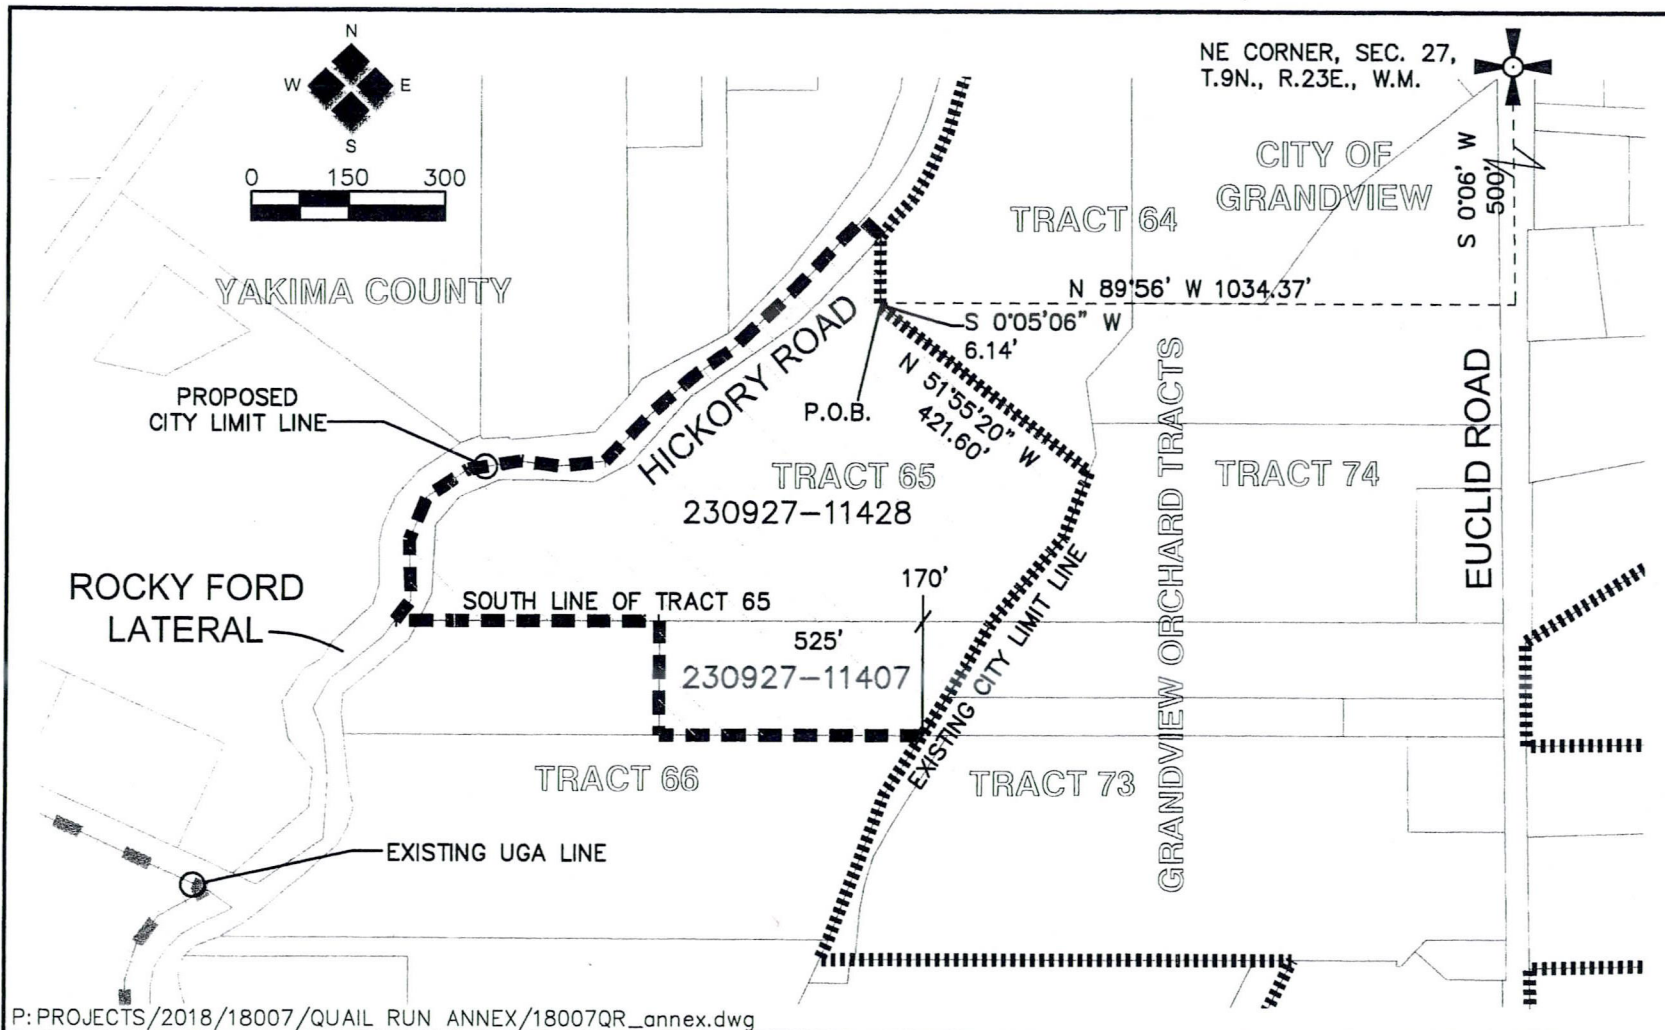 N
W E
S
0 150 300
NE CORNER, SEC. 27,
T.9N., R.23E., W.M.
CITY OF
GRANDVIEW
S 0°06' W
500'
TRACT 64
YAKIMA COUNTY
N 89°56' W 1034.37'
S 0°05'06" W
6.14'
HICKORY ROAD
N 51°55'20" W
421.60'
P.O.B.
PROPOSED
CITY LIMIT LINE
TRACT 65
230927-11428
GRANDVIEW ORCHARD TRACTS
TRACT 74
EUCLID ROAD
ROCKY FORD
LATERAL
SOUTH LINE OF TRACT 65
170'
525'
230927-11407
EXISTING CITY LIMIT LINE
TRACT 66
TRACT 73
EXISTING UGA LINE
P:PROJECTS/2018/18007/QUAIL RUN ANNEX/18007QR_annex.dwg